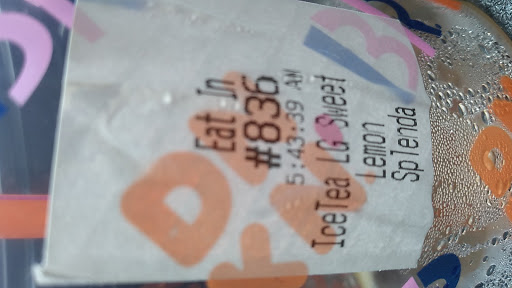 Eat In
#836
5:43:39 AM
IceTea LG Sweet
Lemon
Splenda